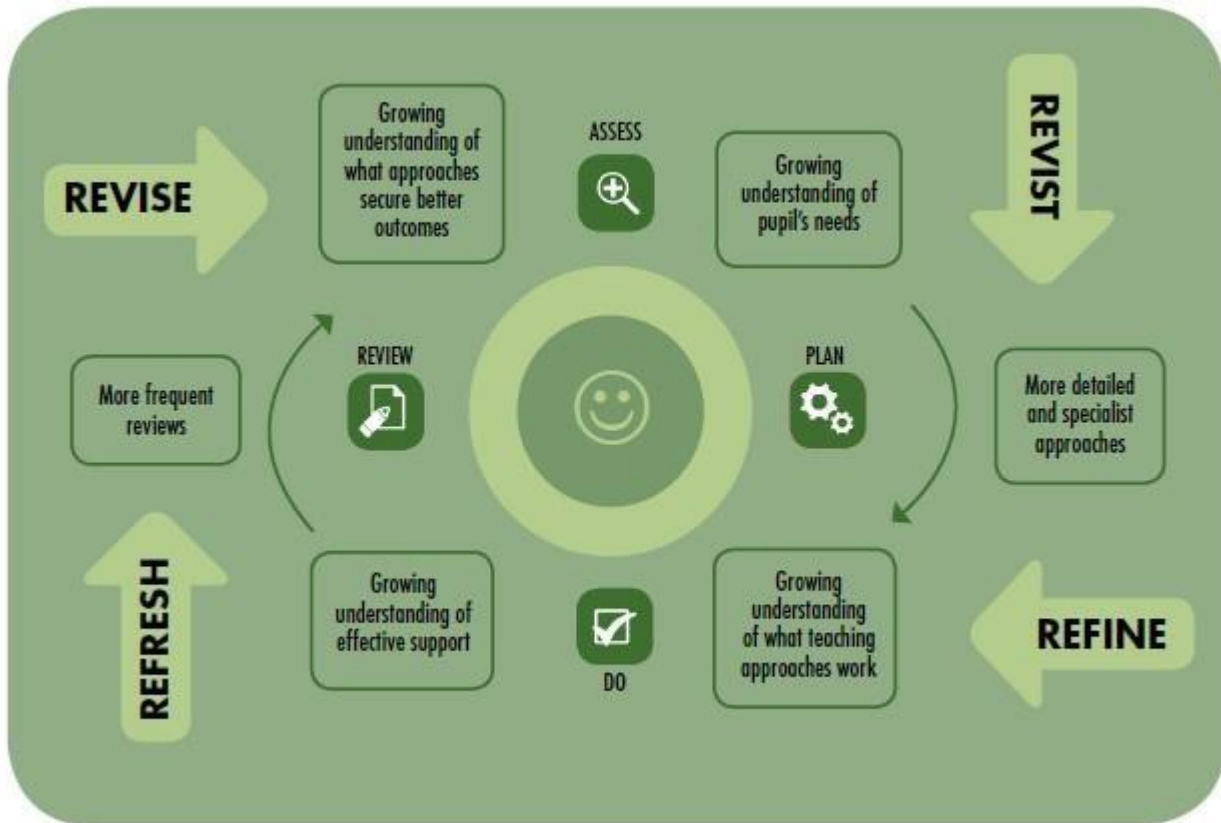 REVISE
Growing
understanding of
what approaches
secure better
outcomes
ASSESS
Growing
understanding of
pupil's needs
REVIST
More frequent
reviews
REVIEW
PLAN
More detailed
and specialist
approaches
REFRESH
Growing
understanding of
effective support
DO
Growing
understanding
of what teaching
approaches work
REFINE